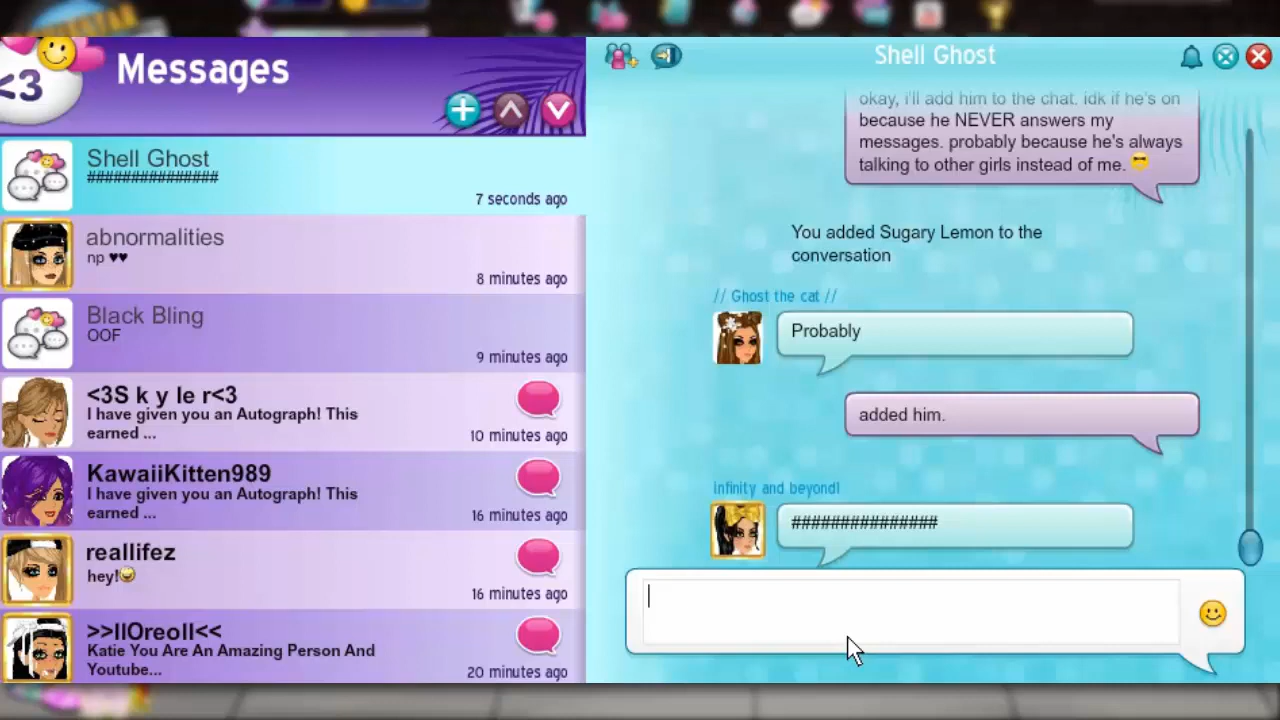 <3
Messages
Shell Ghost
###############
7 seconds ago
abnormalities
np ♥♥
8 minutes ago
Black Bling
OOF
9 minutes ago
<3S k y le r<3
I have given you an Autograph! This
earned ...
10 minutes ago
KawaiiKitten989
I have given you an Autograph! This
earned ...
16 minutes ago
reallifez
hey!😀
16 minutes ago
>>IIOreoII<<
Katie You Are An Amazing Person And
Youtube...
20 minutes ago
Shell Ghost
okay, i'll add him to the chat. idk if he's on
because he NEVER answers my
messages. probably because he's always
talking to other girls instead of me. 😎
You added Sugary Lemon to the
conversation
// Ghost the cat //
Probably
added him.
Infinity and beyond!
###############